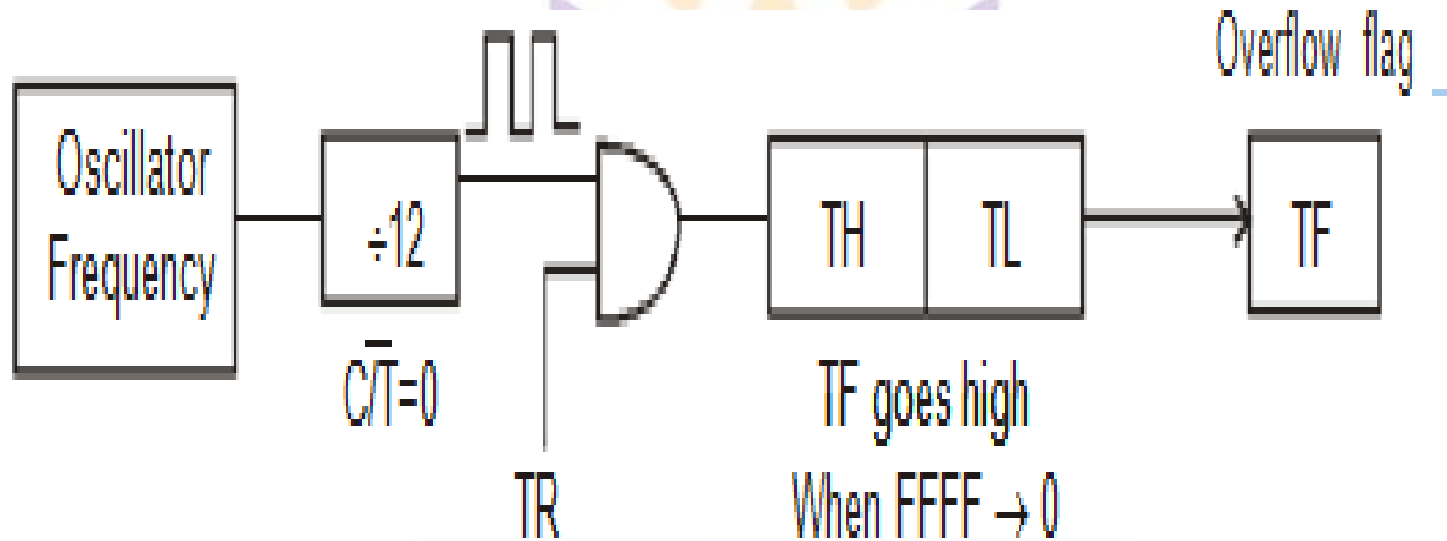 Overflow flag
Oscillator
Frequency
÷12
TH
TL
TF
C/T̅=0
TR
TF goes high
When FFFF → 0